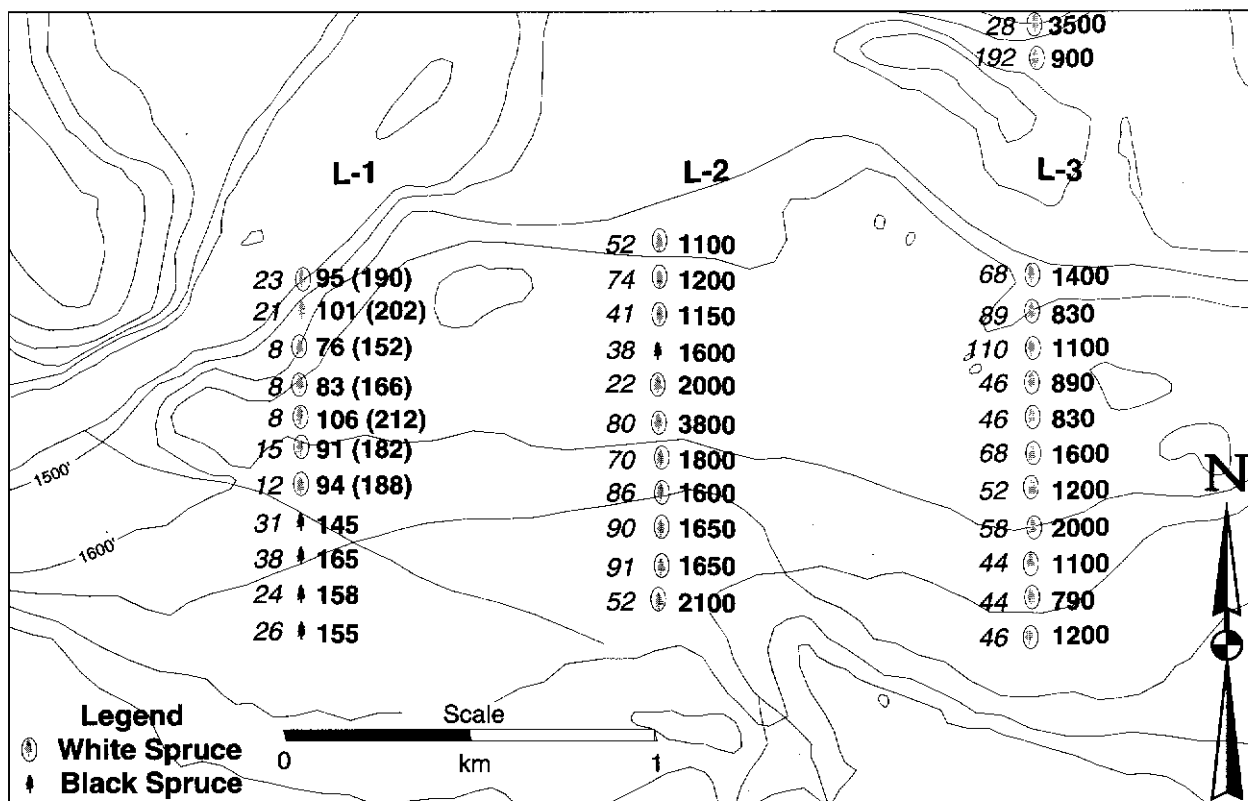 28 3500
192 900
L-1 L-2 L-3
52 1100
23 95 (190) 74 1200 68 1400
21 101 (202) 41 1150 89 830
8 76 (152) 38 1600 110 1100
8 83 (166) 22 2000 46 890
8 106 (212) 80 3800 46 830
15 91 (182) 70 1800 68 1600
1500' 12 94 (188) 86 1600 52 1200 N
31 145 90 1650 58 2000
1600' 38 165 91 1650 44 1100
24 158 52 2100 44 790
26 155 46 1200
Legend Scale
White Spruce
0 km 1
Black Spruce